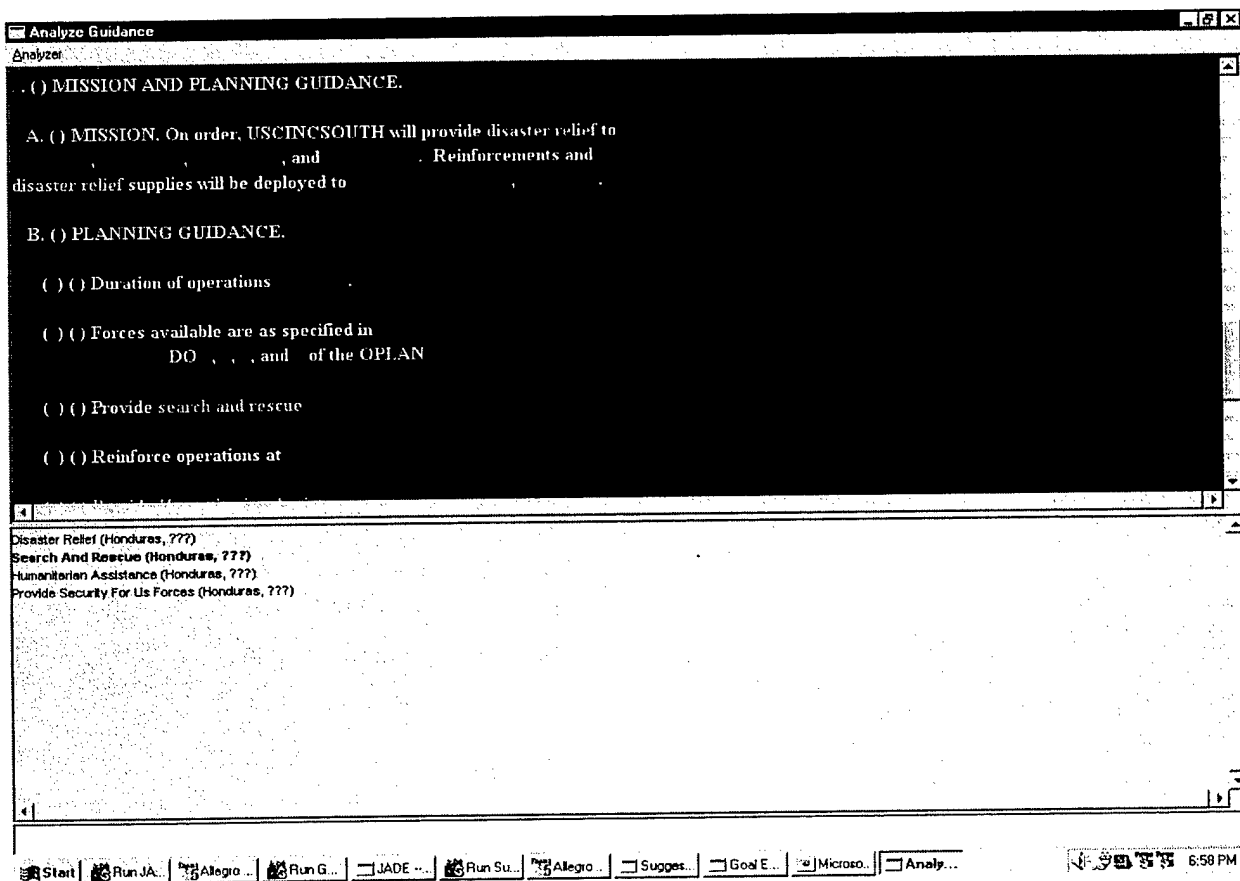 Analyze Guidance
Analyzer
. . () MISSION AND PLANNING GUIDANCE.
A. () MISSION. On order, USCINCSOUTH will provide disaster relief to
, , , and . Reinforcements and
disaster relief supplies will be deployed to , .
B. () PLANNING GUIDANCE.
( ) () Duration of operations .
( ) () Forces available are as specified in
DO , , , and of the OPLAN
( ) () Provide search and rescue
( ) () Reinforce operations at
Disaster Relief (Honduras, ???)
Search And Rescue (Honduras, ???)
Humanitarian Assistance (Honduras, ???)
Provide Security For Us Forces (Honduras, ???)
Start Run JA... Allegro ... Run G... JADE --... Run Su... Allegro ... Sugges... Goal E... Microso... Analy... 6:58 PM